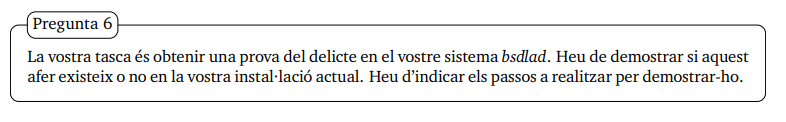 Pregunta 6
La vostra tasca és obtenir una prova del delicte en el vostre sistema bsdlad. Heu de demostrar si aquest
afer existeix o no en la vostra instal·lació actual. Heu d’indicar els passos a realitzar per demostrar-ho.